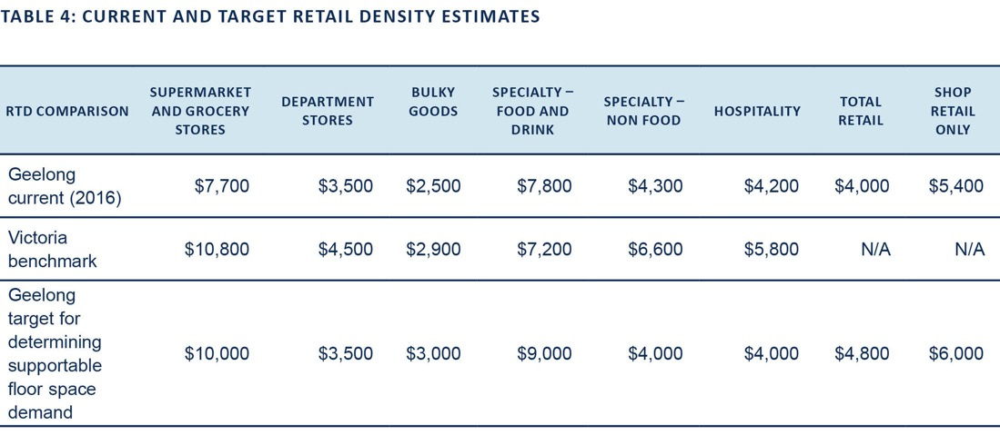 TABLE 4: CURRENT AND TARGET RETAIL DENSITY ESTIMATES
RTD COMPARISON
SUPERMARKET
AND GROCERY
STORES
DEPARTMENT
STORES
BULKY
GOODS
SPECIALTY –
FOOD AND
DRINK
SPECIALTY –
NON FOOD
HOSPITALITY
TOTAL
RETAIL
SHOP
RETAIL
ONLY
Geelong
current (2016)
$7,700 $3,500 $2,500 $7,800 $4,300 $4,200 $4,000 $5,400
Victoria
benchmark
$10,800 $4,500 $2,900 $7,200 $6,600 $5,800 N/A N/A
Geelong
target for
determining
supportable
floor space
demand
$10,000 $3,500 $3,000 $9,000 $4,000 $4,000 $4,800 $6,000